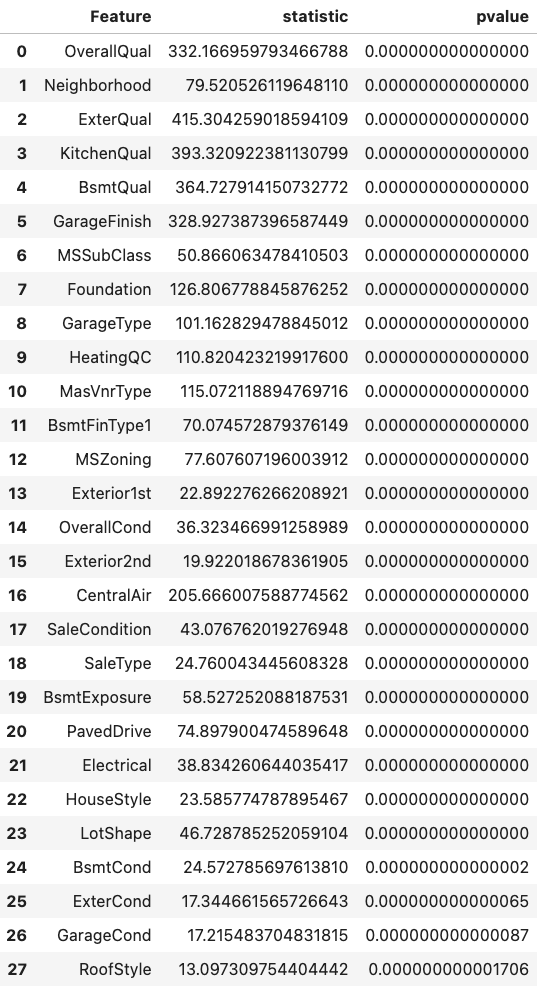 Feature statistic pvalue
0 OverallQual 332.166959793466788 0.000000000000000
1 Neighborhood 79.520526119648110 0.000000000000000
2 ExterQual 415.304259018594109 0.000000000000000
3 KitchenQual 393.320922381130799 0.000000000000000
4 BsmtQual 364.727914150732772 0.000000000000000
5 GarageFinish 328.927387396587449 0.000000000000000
6 MSSubClass 50.866063478410503 0.000000000000000
7 Foundation 126.806778845876252 0.000000000000000
8 GarageType 101.162829478845012 0.000000000000000
9 HeatingQC 110.820423219917600 0.000000000000000
10 MasVnrType 115.072118894769716 0.000000000000000
11 BsmtFinType1 70.074572879376149 0.000000000000000
12 MSZoning 77.607607196003912 0.000000000000000
13 Exterior1st 22.892276266208921 0.000000000000000
14 OverallCond 36.323466991258989 0.000000000000000
15 Exterior2nd 19.922018678361905 0.000000000000000
16 CentralAir 205.666007588774562 0.000000000000000
17 SaleCondition 43.076762019276948 0.000000000000000
18 SaleType 24.760043445608328 0.000000000000000
19 BsmtExposure 58.527252088187531 0.000000000000000
20 PavedDrive 74.897900474589648 0.000000000000000
21 Electrical 38.834260644035417 0.000000000000000
22 HouseStyle 23.585774787895467 0.000000000000000
23 LotShape 46.728785252059104 0.000000000000000
24 BsmtCond 24.572785697613810 0.000000000000002
25 ExterCond 17.344661565726643 0.000000000000065
26 GarageCond 17.215483704831815 0.000000000000087
27 RoofStyle 13.097309754404442 0.000000000001706